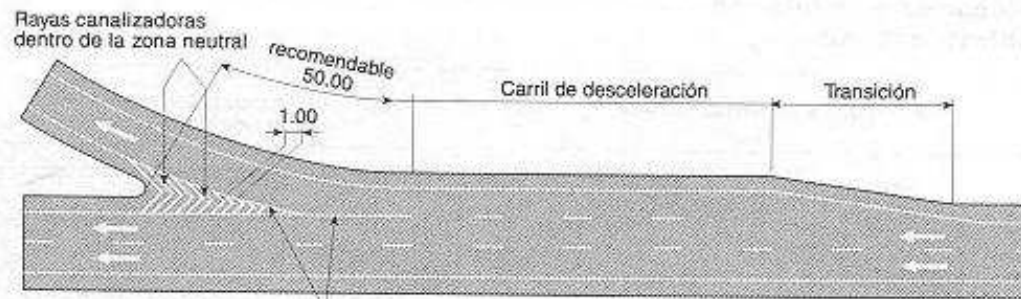 Rayas canalizadoras
dentro de la zona neutral
recomendable
50.00
1.00
Carril de desceleración
Transición